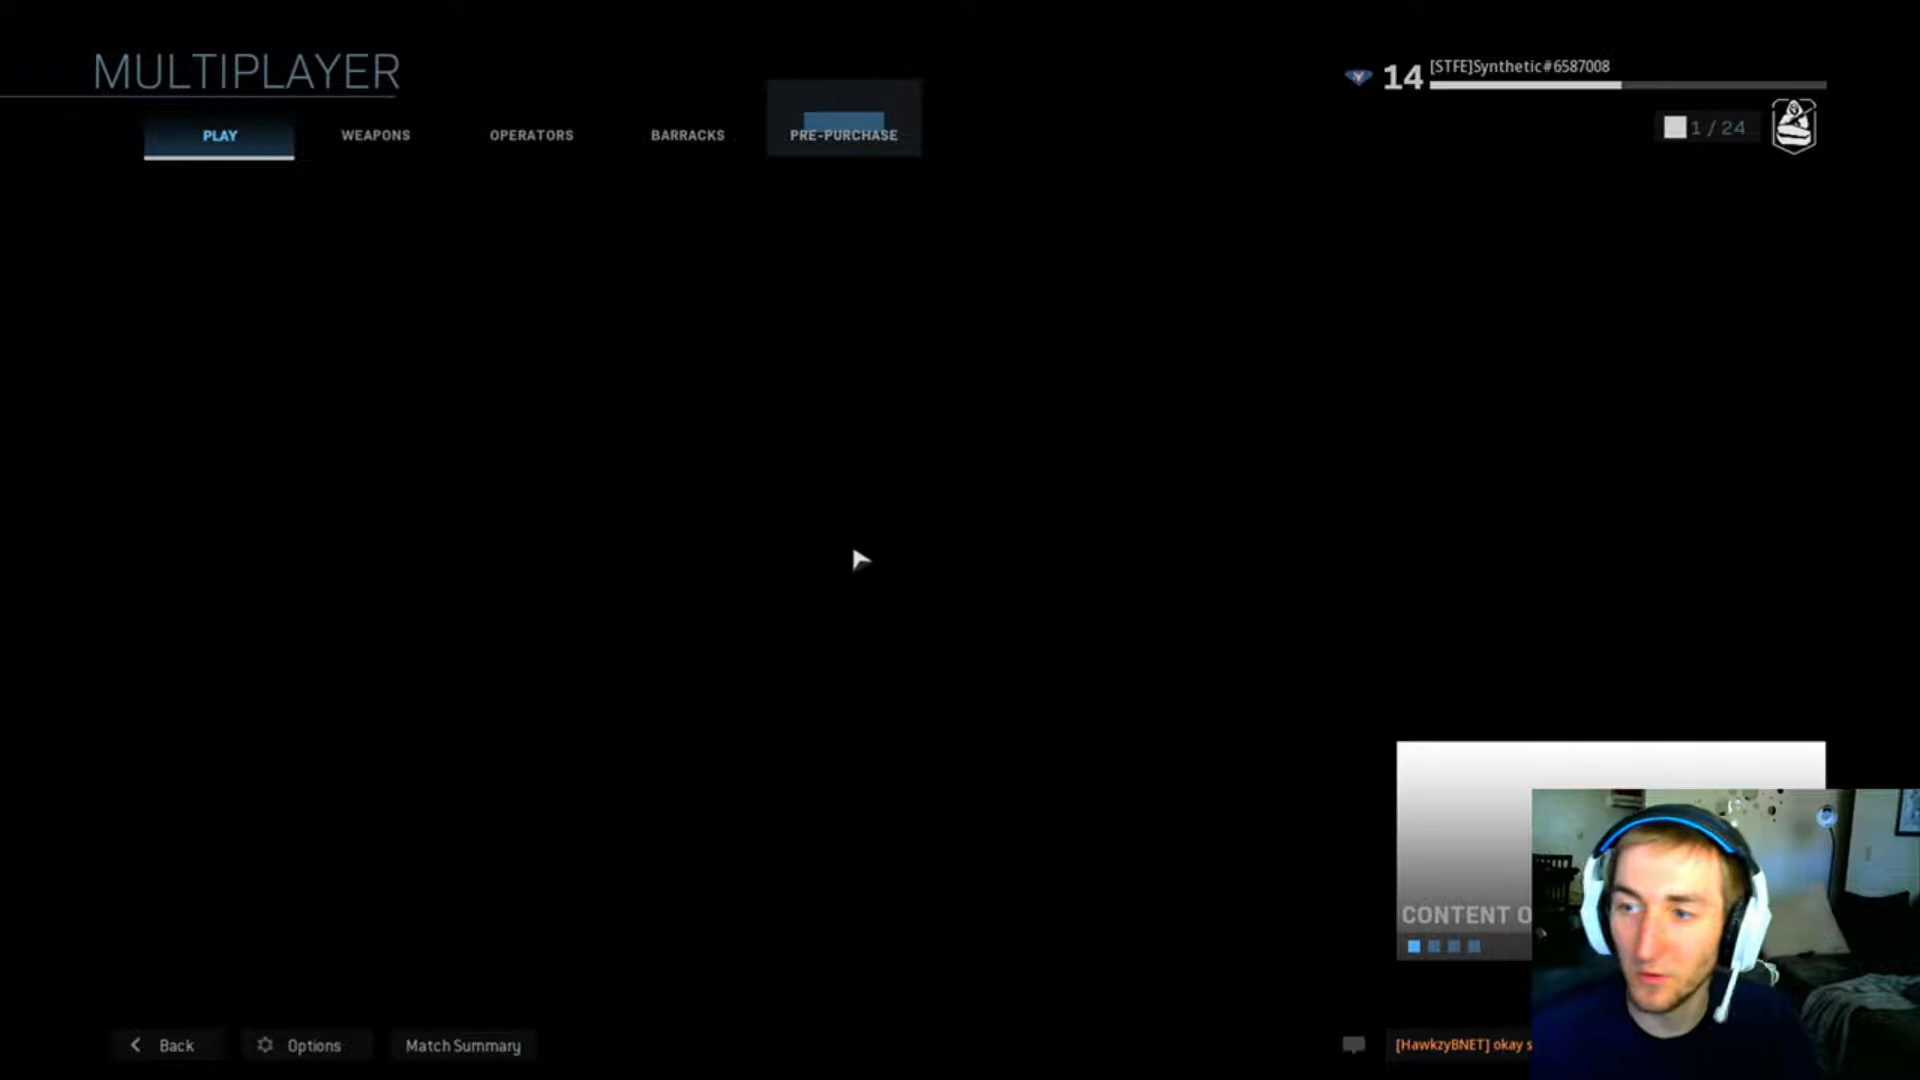 MULTIPLAYER
14 [STFE]Synthetic#6587008
PLAY WEAPONS OPERATORS BARRACKS PRE-PURCHASE
1 / 24
CONTENT O
Back Options Match Summary
[HawkzyBNET] okay s